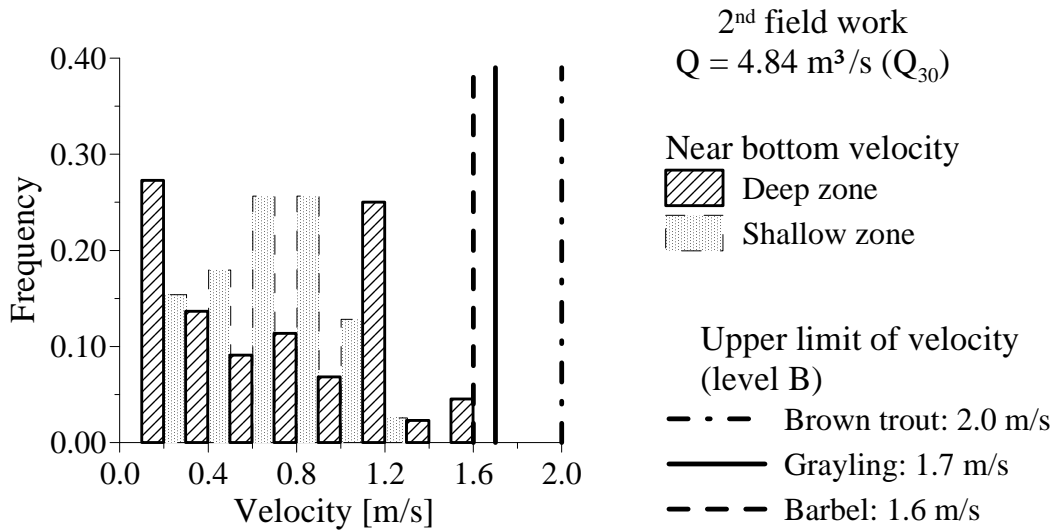 2nd field work
Q = 4.84 m³/s (Q30)
0.40
0.30
0.20
0.10
0.00
Frequency
0.0 0.4 0.8 1.2 1.6 2.0
Velocity [m/s]
Near bottom velocity
Deep zone
Shallow zone
Upper limit of velocity
(level B)
Brown trout: 2.0 m/s
Grayling: 1.7 m/s
Barbel: 1.6 m/s